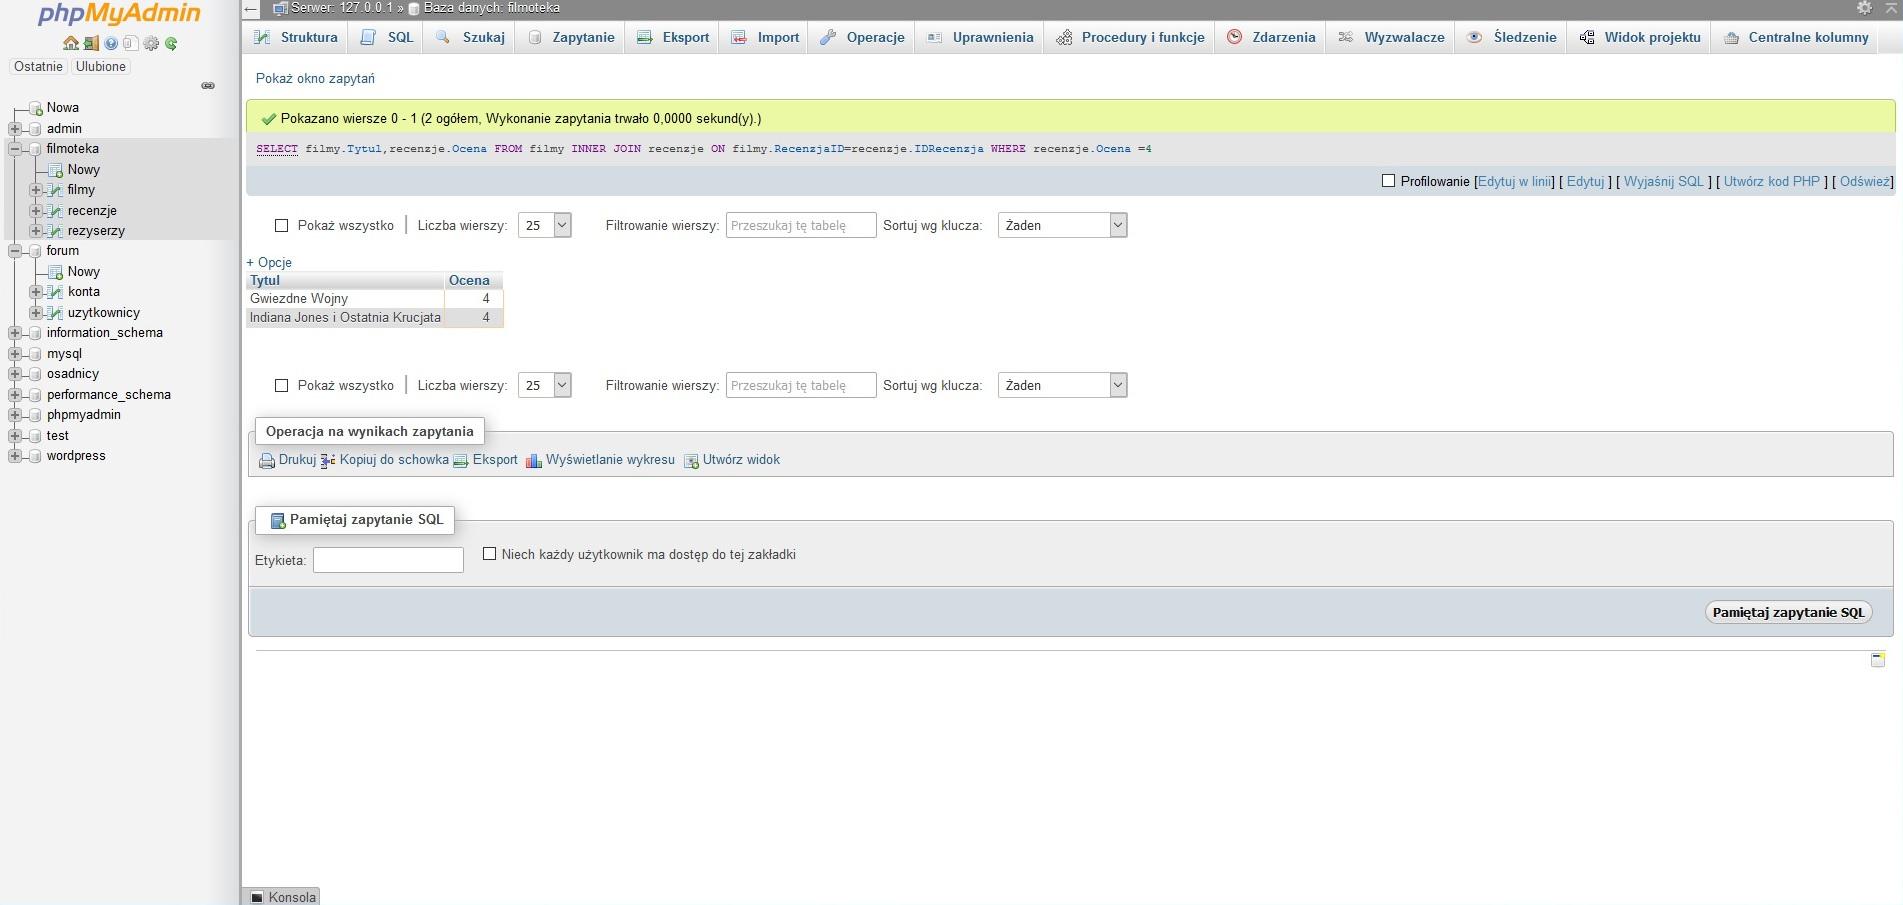 phpMyAdmin
Ostatnie Ulubione
Nowa
admin
filmoteka
Nowy
filmy
recenzje
rezyserzy
forum
Nowy
konta
uzytkownicy
information_schema
mysql
osadnicy
performance_schema
phpmyadmin
test
wordpress
Serwer: 127.0.0.1 » Baza danych: filmoteka
Struktura SQL Szukaj Zapytanie Eksport Import Operacje Uprawnienia Procedury i funkcje Zdarzenia Wyzwalacze Śledzenie Widok projektu Centralne kolumny
Pokaż okno zapytań
Pokazano wiersze 0 - 1 (2 ogółem, Wykonanie zapytania trwało 0,0000 sekund(y).)
SELECT filmy.Tytul,recenzje.Ocena FROM filmy INNER JOIN recenzje ON filmy.RecenzjaID=recenzje.IDRecenzja WHERE recenzje.Ocena =4
Profilowanie [Edytuj w linii] [ Edytuj ] [ Wyjaśnij SQL ] [ Utwórz kod PHP ] [ Odśwież]
Pokaż wszystko | Liczba wierszy: 25 Filtrowanie wierszy: Przeszukaj tę tabelę Sortuj wg klucza: Żaden
+ Opcje
Tytul Ocena
Gwiezdne Wojny 4
Indiana Jones i Ostatnia Krucjata 4
Pokaż wszystko | Liczba wierszy: 25 Filtrowanie wierszy: Przeszukaj tę tabelę Sortuj wg klucza: Żaden
Operacja na wynikach zapytania
Drukuj Kopiuj do schowka Eksport Wyświetlanie wykresu Utwórz widok
Pamiętaj zapytanie SQL
Etykieta: Niech każdy użytkownik ma dostęp do tej zakładki
Pamiętaj zapytanie SQL
Konsola